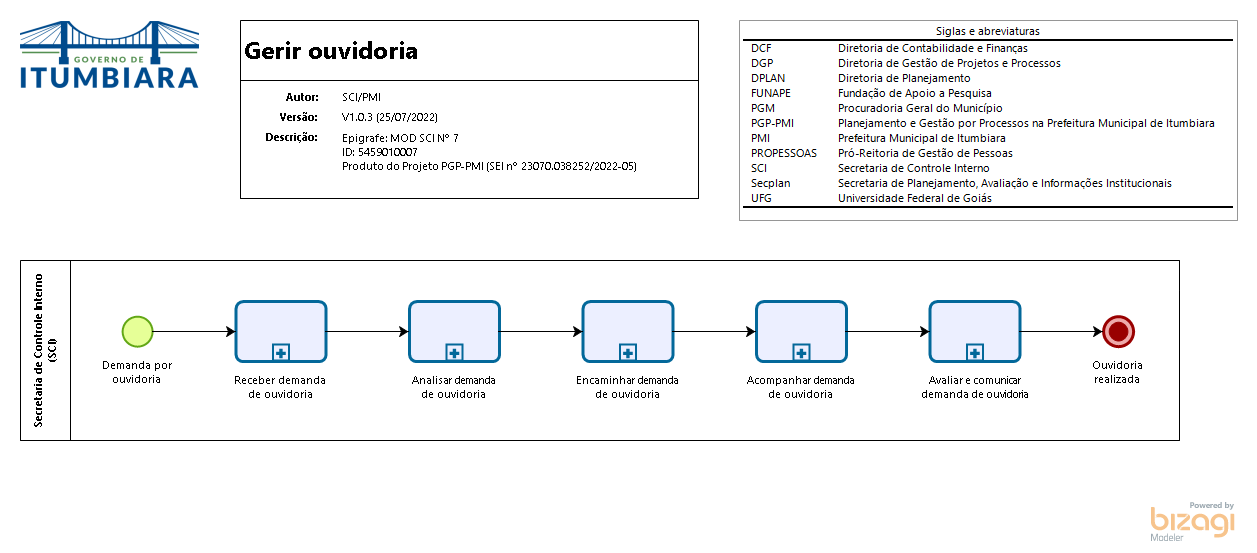 GOVERNO DE
ITUMBIARA
Gerir ouvidoria
Autor: SCI/PMI
Versão: V1.0.3 (25/07/2022)
Descrição: Epigrafe: MOD SCI Nº 7
ID: 5459010007
Produto do Projeto PGP-PMI (SEI nº 23070.038252/2022-05)
Siglas e abreviaturas
DCF Diretoria de Contabilidade e Finanças
DGP Diretoria de Gestão de Projetos e Processos
DPLAN Diretoria de Planejamento
FUNAPE Fundação de Apoio a Pesquisa
PGM Procuradoria Geral do Município
PGP-PMI Planejamento e Gestão por Processos na Prefeitura Municipal de Itumbiara
PMI Prefeitura Municipal de Itumbiara
PROPESSOAS Pró-Reitoria de Gestão de Pessoas
SCI Secretaria de Controle Interno
Secplan Secretaria de Planejamento, Avaliação e Informações Institucionais
UFG Universidade Federal de Goiás
Secretaria de Controle Interno
(SCI)
Demanda por
ouvidoria
Receber demanda
de ouvidoria
Analisar demanda
de ouvidoria
Encaminhar demanda
de ouvidoria
Acompanhar demanda
de ouvidoria
Avaliar e comunicar
demanda de ouvidoria
Ouvidoria
realizada
Powered by
bizagi
Modeler